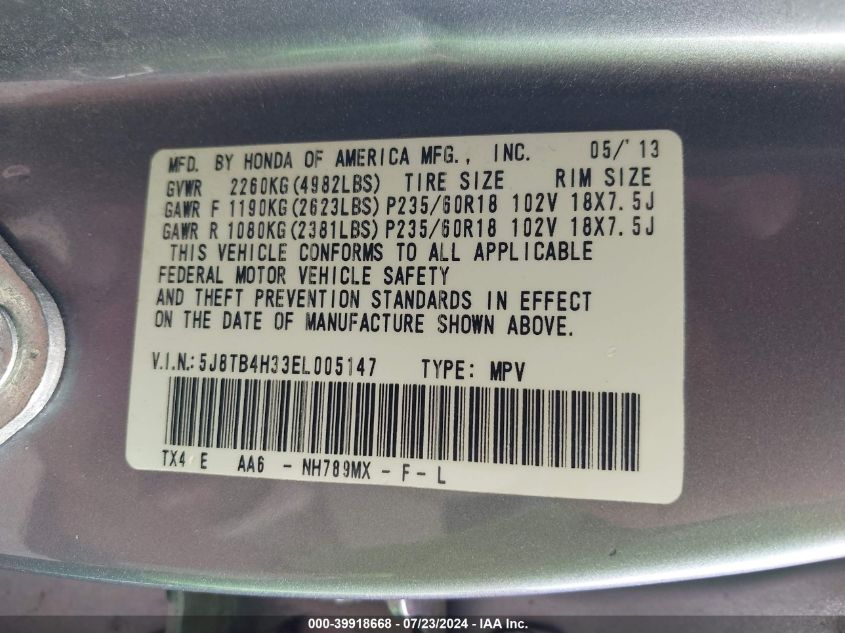 MFD. BY HONDA OF AMERICA MFG., INC. 05/'13
GVWR 2260KG(4982LBS) TIRE SIZE RIM SIZE
GAWR F 1190KG(2623LBS)P235/60R18 102V 18X7.5J
GAWR R 1080KG(2381LBS)P235/60R18 102V 18X7.5J
THIS VEHICLE CONFORMS TO ALL APPLICABLE
FEDERAL MOTOR VEHICLE SAFETY
AND THEFT PREVENTION STANDARDS IN EFFECT
ON THE DATE OF MANUFACTURE SHOWN ABOVE.
V.I.N.: 5J8TB4H33EL005147 TYPE: MPV
TX4 E AA6 - NH789MX - F - L
000-39918668 / 07/23/2024 - IAA Inc.